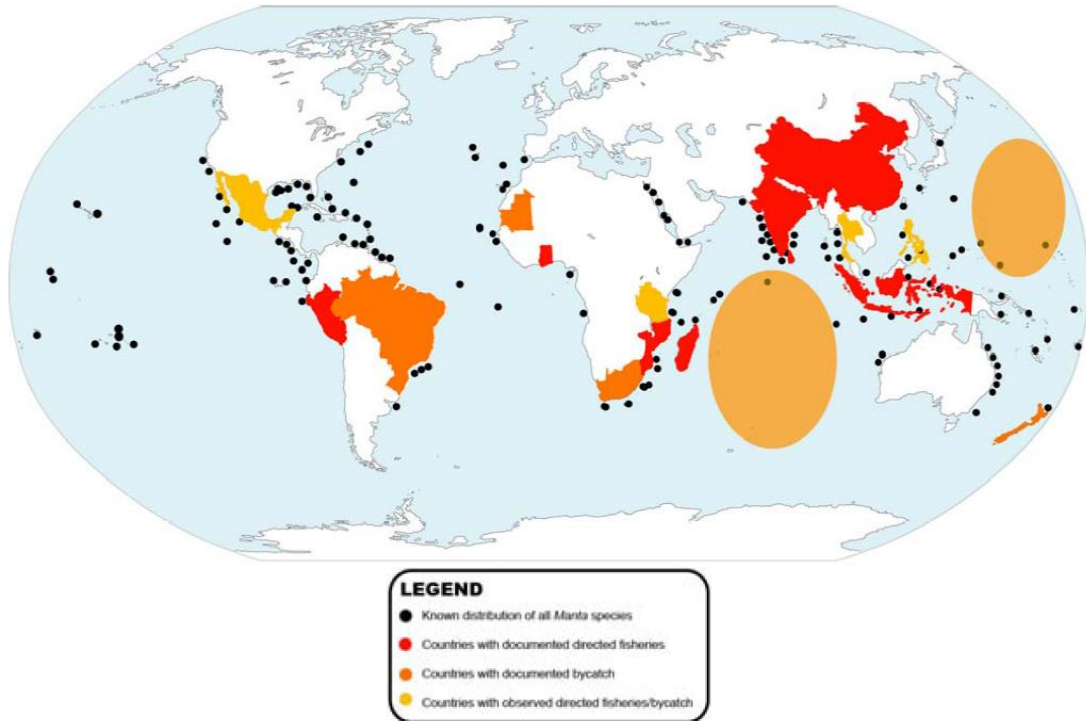 LEGEND
Known distribution of all Manta species
Countries with documented directed fisheries
Countries with documented bycatch
Countries with observed directed fisheries/bycatch